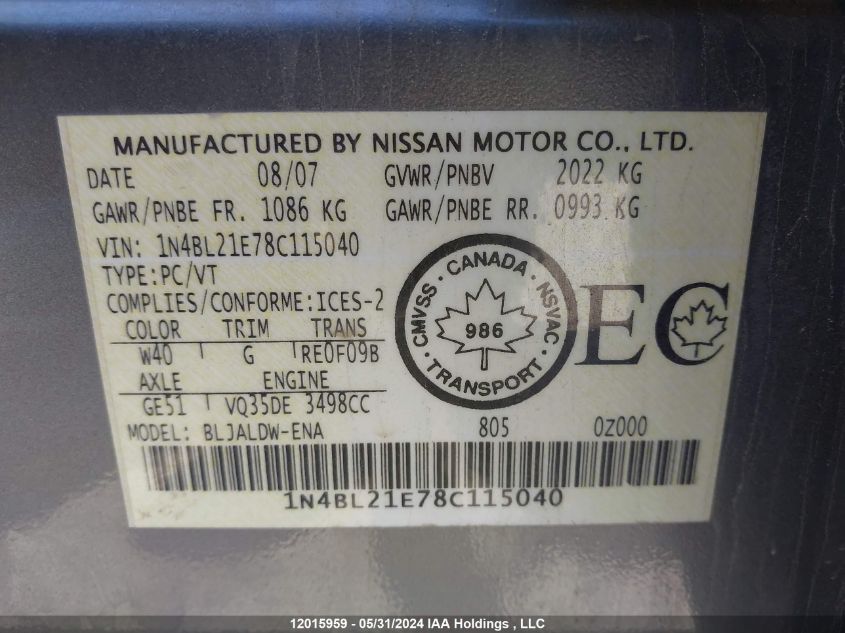 MANUFACTURED BY NISSAN MOTOR CO., LTD.
DATE 08/07 GVWR/PNBV 2022 KG
GAWR/PNBE FR. 1086 KG GAWR/PNBE RR. 0993 KG
VIN: 1N4BL21E78C115040
TYPE:PC/VT
COMPLIES/CONFORME:ICES-2
COLOR TRIM TRANS
W40 G RE0F09B
AXLE ENGINE
GE51 VQ35DE 3498CC
MODEL: BLJALDW-ENA 805 0Z000
CMVSS · CANADA · NSVAC · TRANSPORT ·
986
EC
1N4BL21E78C115040
12015959 - 05/31/2024 IAA Holdings , LLC